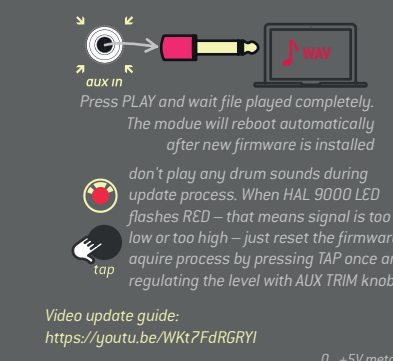 WAV
aux in
Press PLAY and wait file played completely.
The modue will reboot automatically
after new firmware is installed
don't play any drum sounds during
update process. When HAL 9000 LED
flashes RED – that means signal is too
low or too high – just reset the firmwar
aquire process by pressing TAP once an
regulating the level with AUX TRIM knob
tap
Video update guide:
https://youtu.be/WKt7FdRGRYI